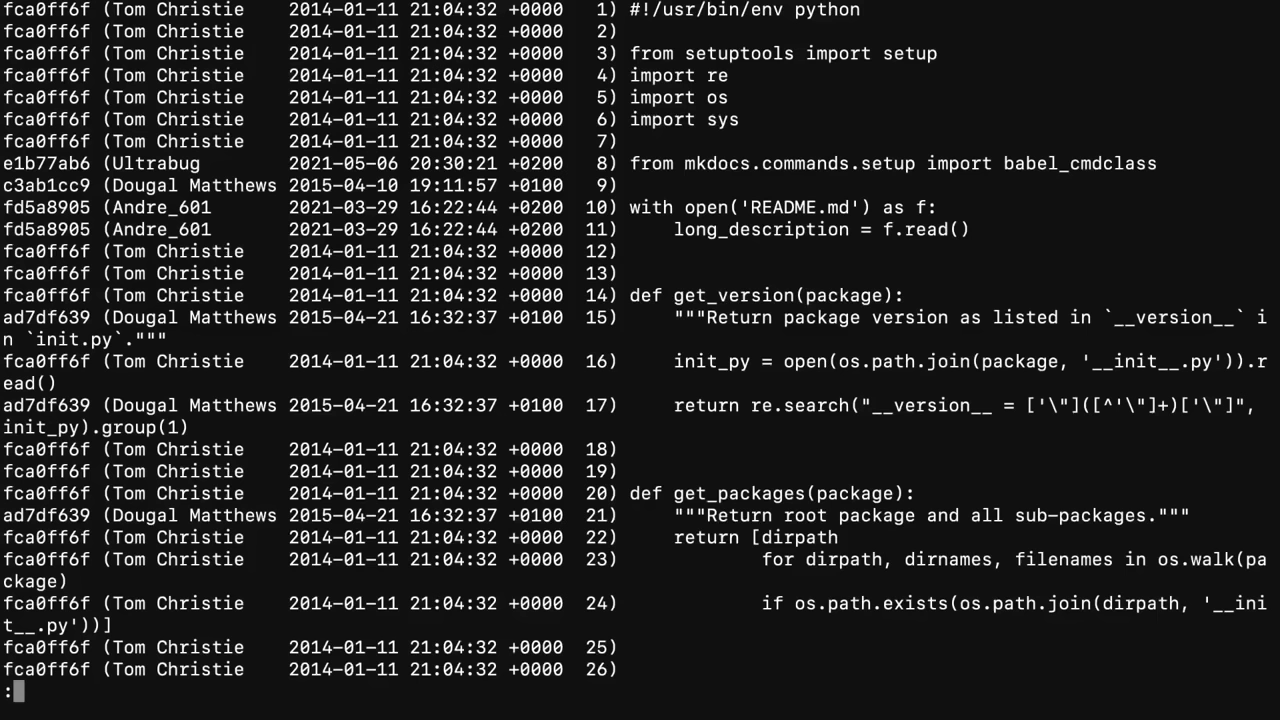 fca0ff6f (Tom Christie    2014-01-11 21:04:32 +0000   1) #!/usr/bin/env python
fca0ff6f (Tom Christie    2014-01-11 21:04:32 +0000   2)
fca0ff6f (Tom Christie    2014-01-11 21:04:32 +0000   3) from setuptools import setup
fca0ff6f (Tom Christie    2014-01-11 21:04:32 +0000   4) import re
fca0ff6f (Tom Christie    2014-01-11 21:04:32 +0000   5) import os
fca0ff6f (Tom Christie    2014-01-11 21:04:32 +0000   6) import sys
fca0ff6f (Tom Christie    2014-01-11 21:04:32 +0000   7)
e1b77ab6 (Ultrabug        2021-05-06 20:30:21 +0200   8) from mkdocs.commands.setup import babel_cmdclass
c3ab1cc9 (Dougal Matthews 2015-04-10 19:11:57 +0100   9)
fd5a8905 (Andre_601       2021-03-29 16:22:44 +0200  10) with open('README.md') as f:
fd5a8905 (Andre_601       2021-03-29 16:22:44 +0200  11)     long_description = f.read()
fca0ff6f (Tom Christie    2014-01-11 21:04:32 +0000  12)
fca0ff6f (Tom Christie    2014-01-11 21:04:32 +0000  13)
fca0ff6f (Tom Christie    2014-01-11 21:04:32 +0000  14) def get_version(package):
ad7df639 (Dougal Matthews 2015-04-21 16:32:37 +0100  15)     """Return package version as listed in `__version__` i
n `init.py`."""
fca0ff6f (Tom Christie    2014-01-11 21:04:32 +0000  16)     init_py = open(os.path.join(package, '__init__.py')).r
ead()
ad7df639 (Dougal Matthews 2015-04-21 16:32:37 +0100  17)     return re.search("__version__ = ['\"]([^'\"]+)['\"]",
init_py).group(1)
fca0ff6f (Tom Christie    2014-01-11 21:04:32 +0000  18)
fca0ff6f (Tom Christie    2014-01-11 21:04:32 +0000  19)
fca0ff6f (Tom Christie    2014-01-11 21:04:32 +0000  20) def get_packages(package):
ad7df639 (Dougal Matthews 2015-04-21 16:32:37 +0100  21)     """Return root package and all sub-packages."""
fca0ff6f (Tom Christie    2014-01-11 21:04:32 +0000  22)     return [dirpath
fca0ff6f (Tom Christie    2014-01-11 21:04:32 +0000  23)             for dirpath, dirnames, filenames in os.walk(pa
ckage)
fca0ff6f (Tom Christie    2014-01-11 21:04:32 +0000  24)             if os.path.exists(os.path.join(dirpath, '__ini
t__.py'))]
fca0ff6f (Tom Christie    2014-01-11 21:04:32 +0000  25)
fca0ff6f (Tom Christie    2014-01-11 21:04:32 +0000  26)
: